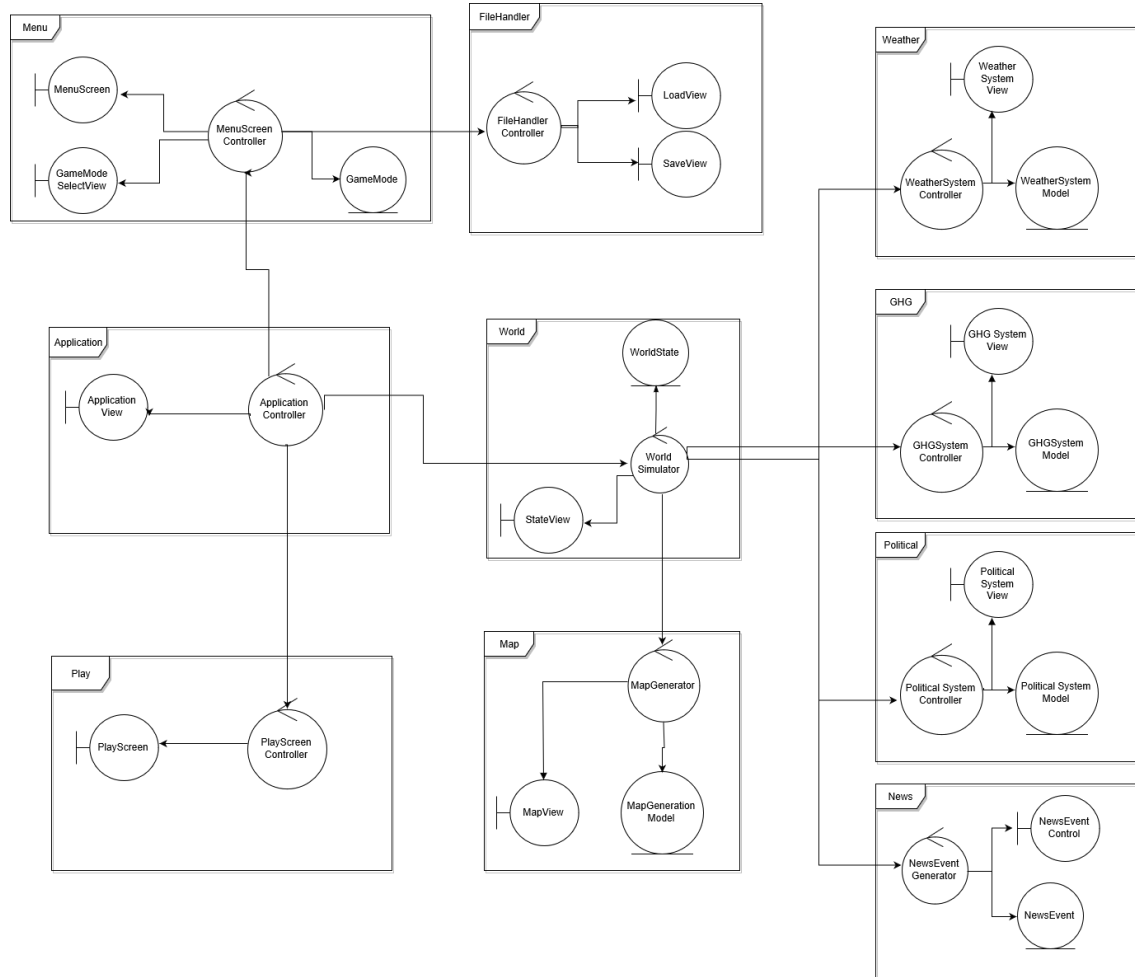 Menu
MenuScreen
MenuScreen
Controller
GameMode
SelectView
GameMode
FileHandler
FileHandler
Controller
LoadView
SaveView
Weather
Weather
System
View
WeatherSystem
Controller
WeatherSystem
Model
Application
Application
View
Application
Controller
World
WorldState
World
Simulator
StateView
GHG
GHG System
View
GHGSystem
Controller
GHGSystem
Model
Political
Political
System
View
Political System
Controller
Political System
Model
Play
PlayScreen
PlayScreen
Controller
Map
MapGenerator
MapView
MapGeneration
Model
News
NewsEvent
Generator
NewsEvent
Control
NewsEvent